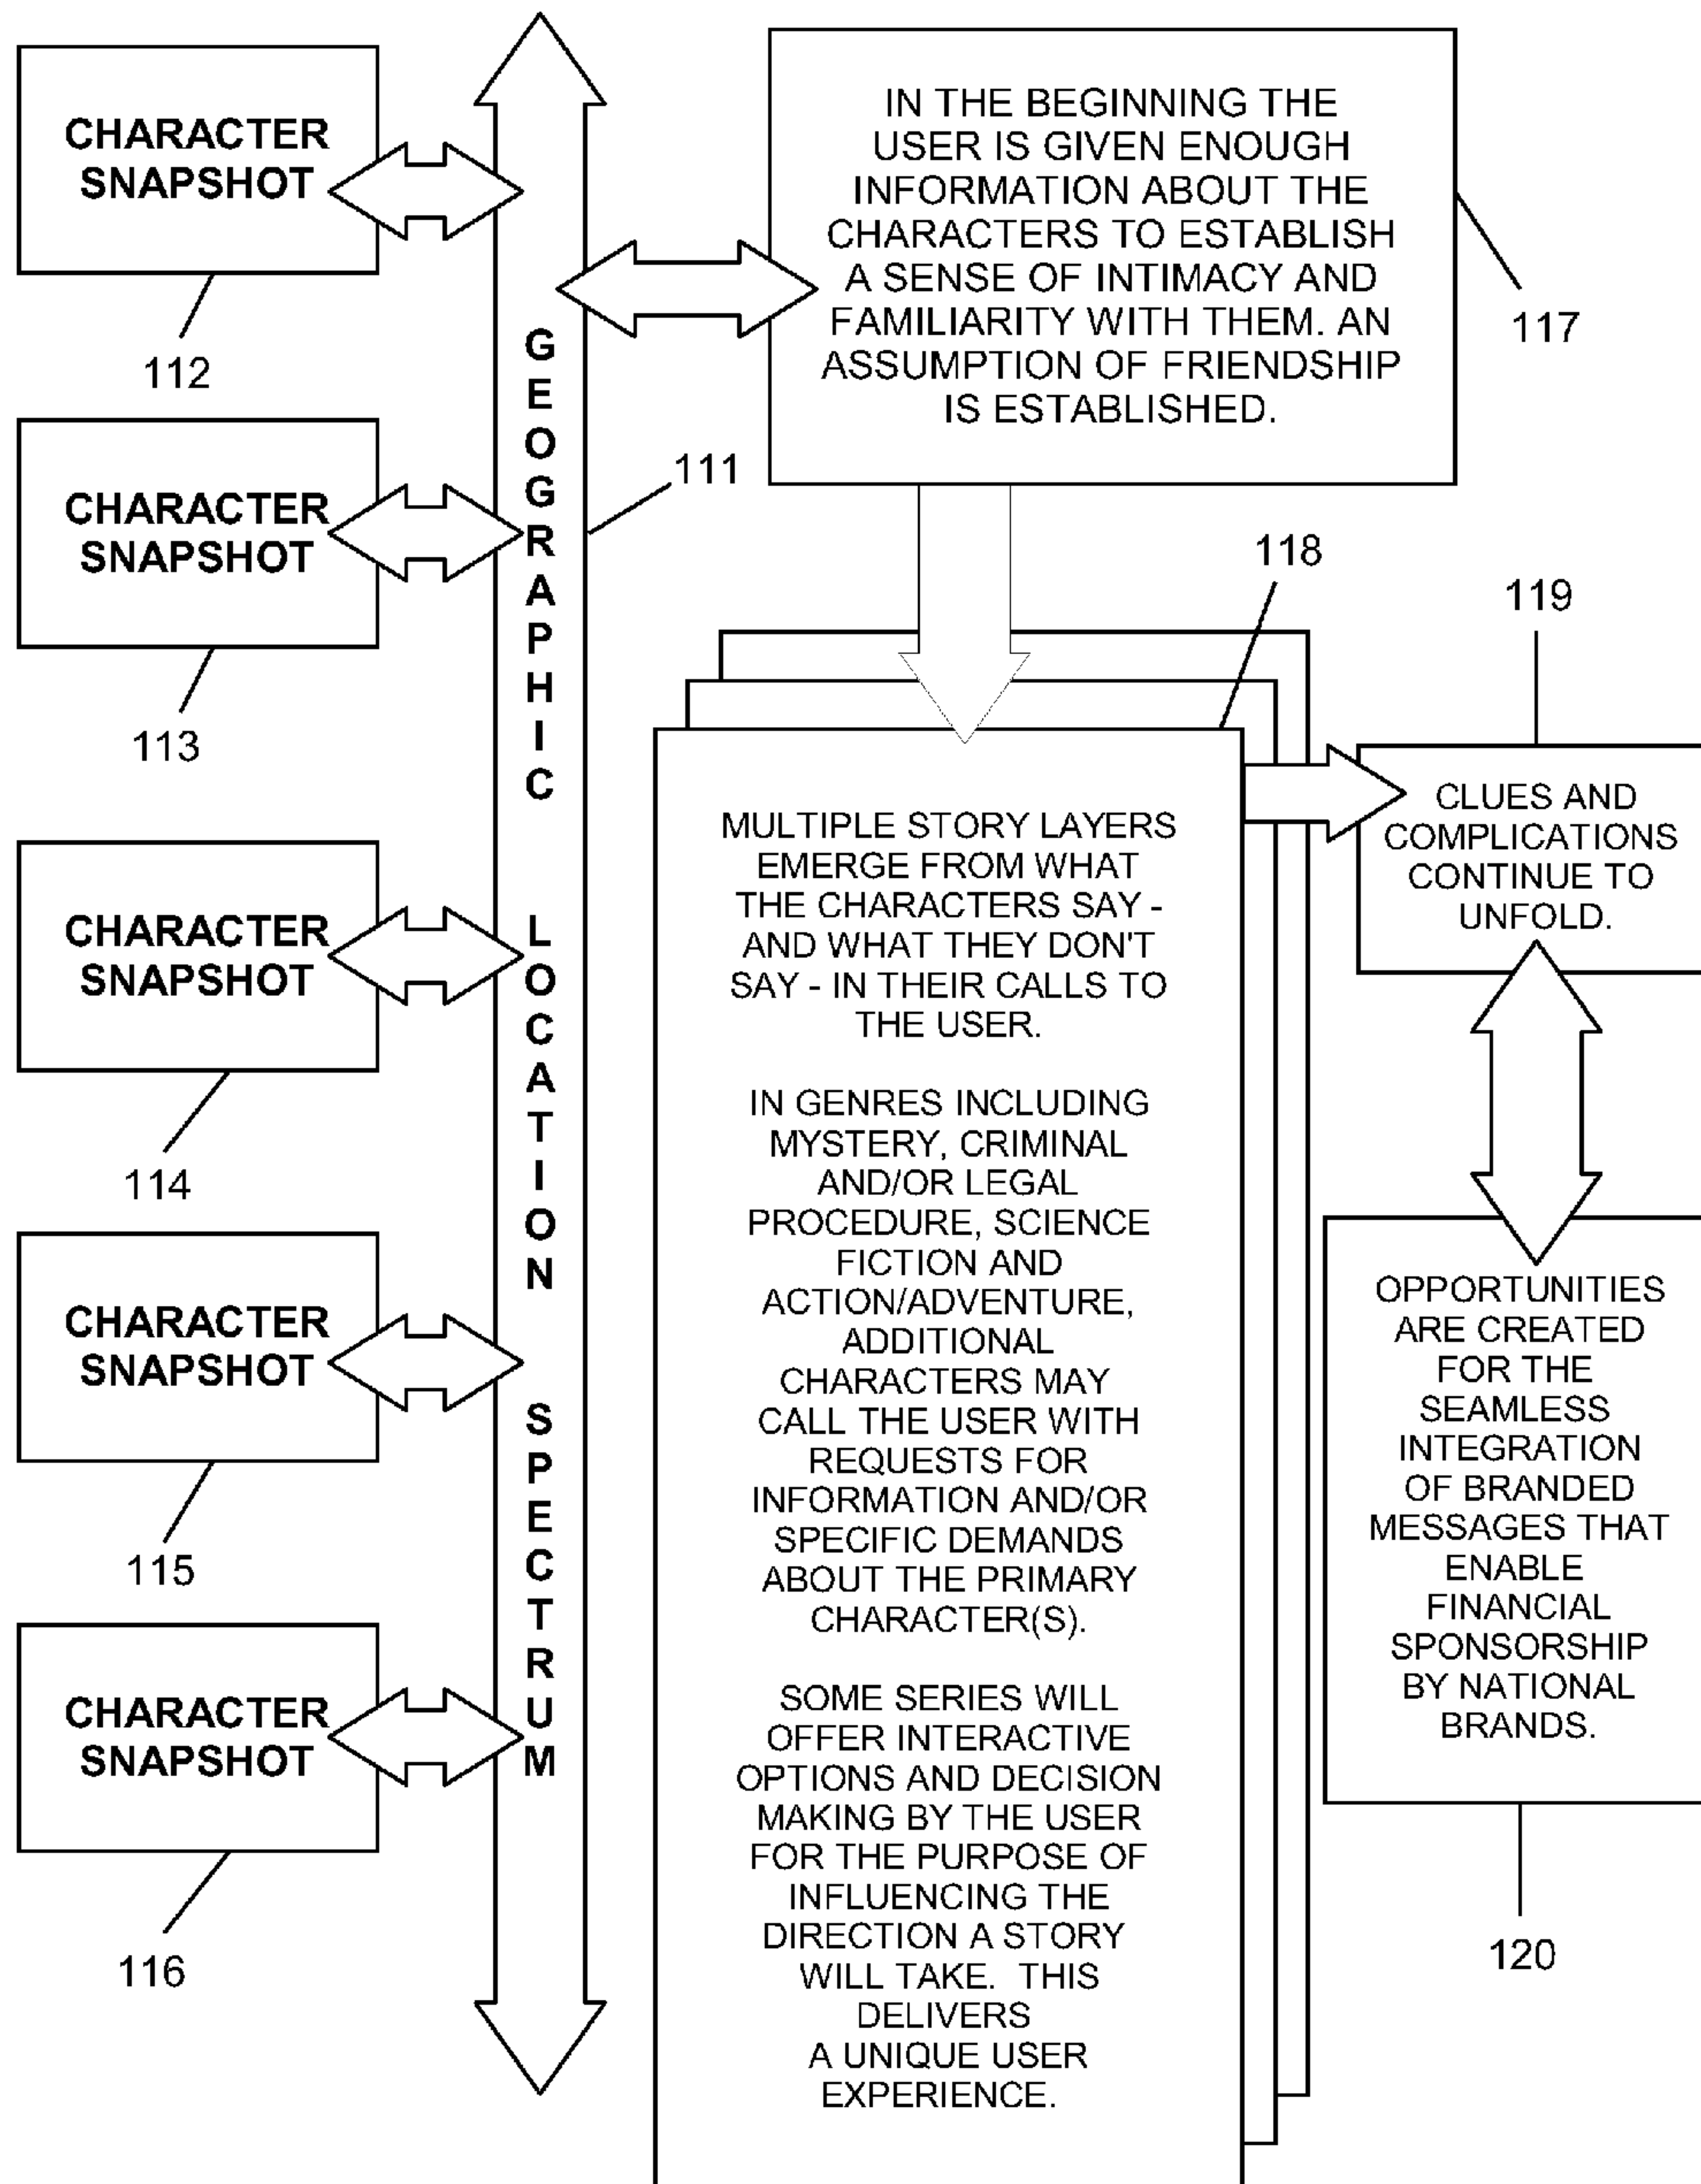 CHARACTER
SNAPSHOT
112
CHARACTER
SNAPSHOT
113
CHARACTER
SNAPSHOT
114
CHARACTER
SNAPSHOT
115
CHARACTER
SNAPSHOT
116
GEOGRAPHIC LOCATION SPECTRUM
111
IN THE BEGINNING THE
USER IS GIVEN ENOUGH
INFORMATION ABOUT THE
CHARACTERS TO ESTABLISH
A SENSE OF INTIMACY AND
FAMILIARITY WITH THEM. AN
ASSUMPTION OF FRIENDSHIP
IS ESTABLISHED.
117
118
MULTIPLE STORY LAYERS
EMERGE FROM WHAT
THE CHARACTERS SAY -
AND WHAT THEY DON'T
SAY - IN THEIR CALLS TO
THE USER.
IN GENRES INCLUDING
MYSTERY, CRIMINAL
AND/OR LEGAL
PROCEDURE, SCIENCE
FICTION AND
ACTION/ADVENTURE,
ADDITIONAL
CHARACTERS MAY
CALL THE USER WITH
REQUESTS FOR
INFORMATION AND/OR
SPECIFIC DEMANDS
ABOUT THE PRIMARY
CHARACTER(S).
SOME SERIES WILL
OFFER INTERACTIVE
OPTIONS AND DECISION
MAKING BY THE USER
FOR THE PURPOSE OF
INFLUENCING THE
DIRECTION A STORY
WILL TAKE. THIS
DELIVERS
A UNIQUE USER
EXPERIENCE.
119
CLUES AND
COMPLICATIONS
CONTINUE TO
UNFOLD.
OPPORTUNITIES
ARE CREATED
FOR THE
SEAMLESS
INTEGRATION
OF BRANDED
MESSAGES THAT
ENABLE
FINANCIAL
SPONSORSHIP
BY NATIONAL
BRANDS.
120